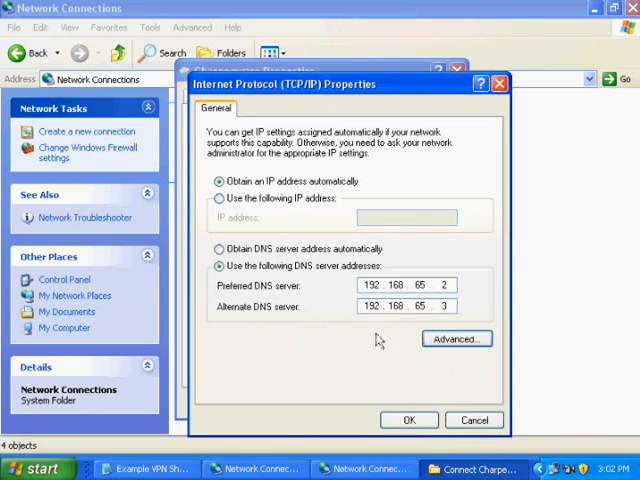 Network Connections
File Edit View Favorites Tools Advanced Help
Back Search Folders
Address Network Connections Go
Internet Protocol (TCP/IP) Properties
General
You can get IP settings assigned automatically if your network
supports this capability. Otherwise, you need to ask your network
administrator for the appropriate IP settings.
Obtain an IP address automatically
Use the following IP address:
IP address:
Obtain DNS server address automatically
Use the following DNS server addresses:
Preferred DNS server: 192 . 168 . 65 . 2
Alternate DNS server: 192 . 168 . 65 . 3
Advanced...
OK Cancel
Network Tasks
Create a new connection
Change Windows Firewall
settings
See Also
Network Troubleshooter
Other Places
Control Panel
My Network Places
My Documents
My Computer
Details
Network Connections
System Folder
4 objects
start Example VPN Sh... Network Connec... Network Connec... Connect Charpe... 3:02 PM